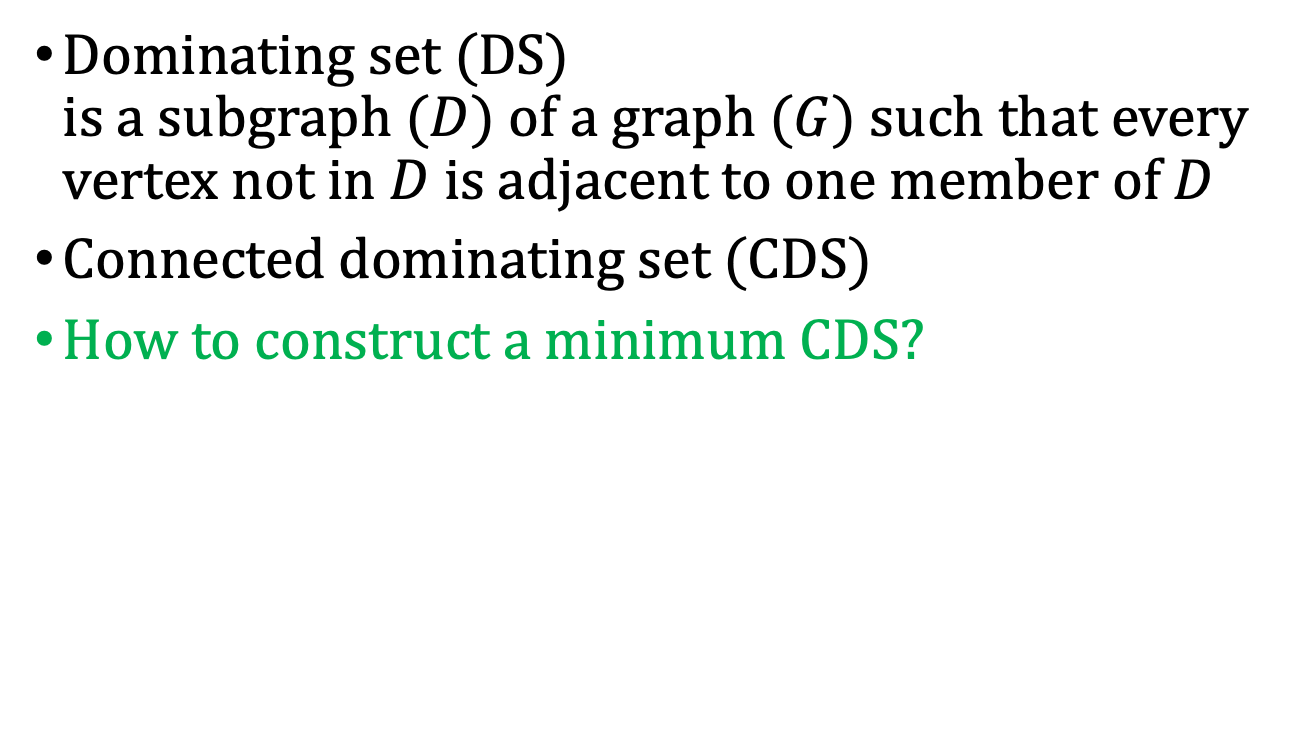 • Dominating set (DS)
is a subgraph (D) of a graph (G) such that every
vertex not in D is adjacent to one member of D
• Connected dominating set (CDS)
• How to construct a minimum CDS?